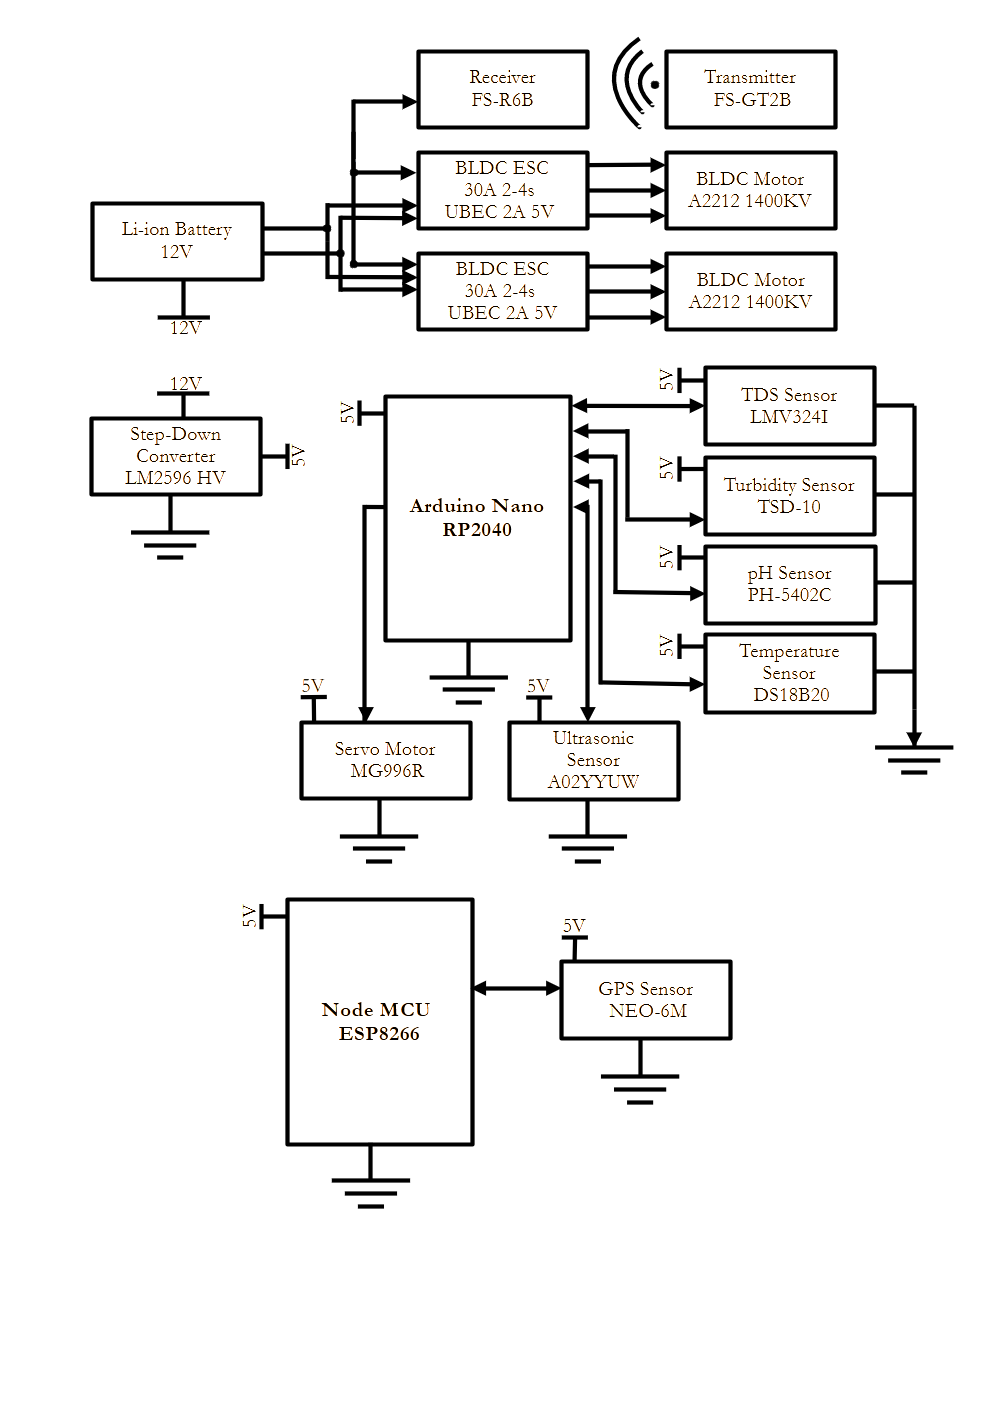 Receiver
FS-R6B
Transmitter
FS-GT2B
BLDC ESC
30A 2-4s
UBEC 2A 5V
BLDC Motor
A2212 1400KV
Li-ion Battery
12V
12V
BLDC ESC
30A 2-4s
UBEC 2A 5V
BLDC Motor
A2212 1400KV
12V
Step-Down
Converter
LM2596 HV
5V
5V
Arduino Nano
RP2040
5V
TDS Sensor
LMV324I
5V
Turbidity Sensor
TSD-10
5V
pH Sensor
PH-5402C
5V
Temperature
Sensor
DS18B20
5V
Servo Motor
MG996R
5V
Ultrasonic
Sensor
A02YYUW
5V
Node MCU
ESP8266
5V
GPS Sensor
NEO-6M